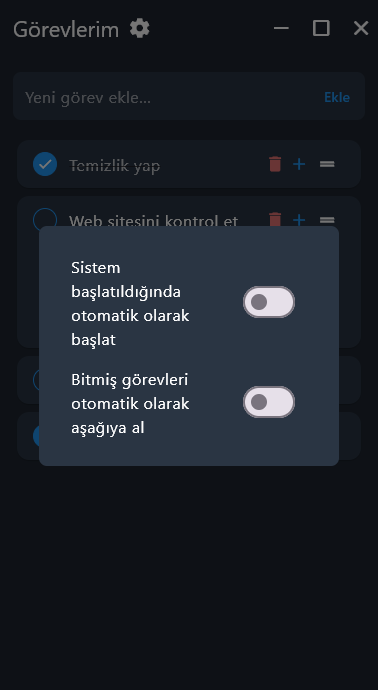 Görevlerim
Yeni görev ekle...
Ekle
Temizlik yap
Web sitesini kontrol et
Sistem
başlatıldığında
otomatik olarak
başlat
Bitmiş görevleri
otomatik olarak
aşağıya al